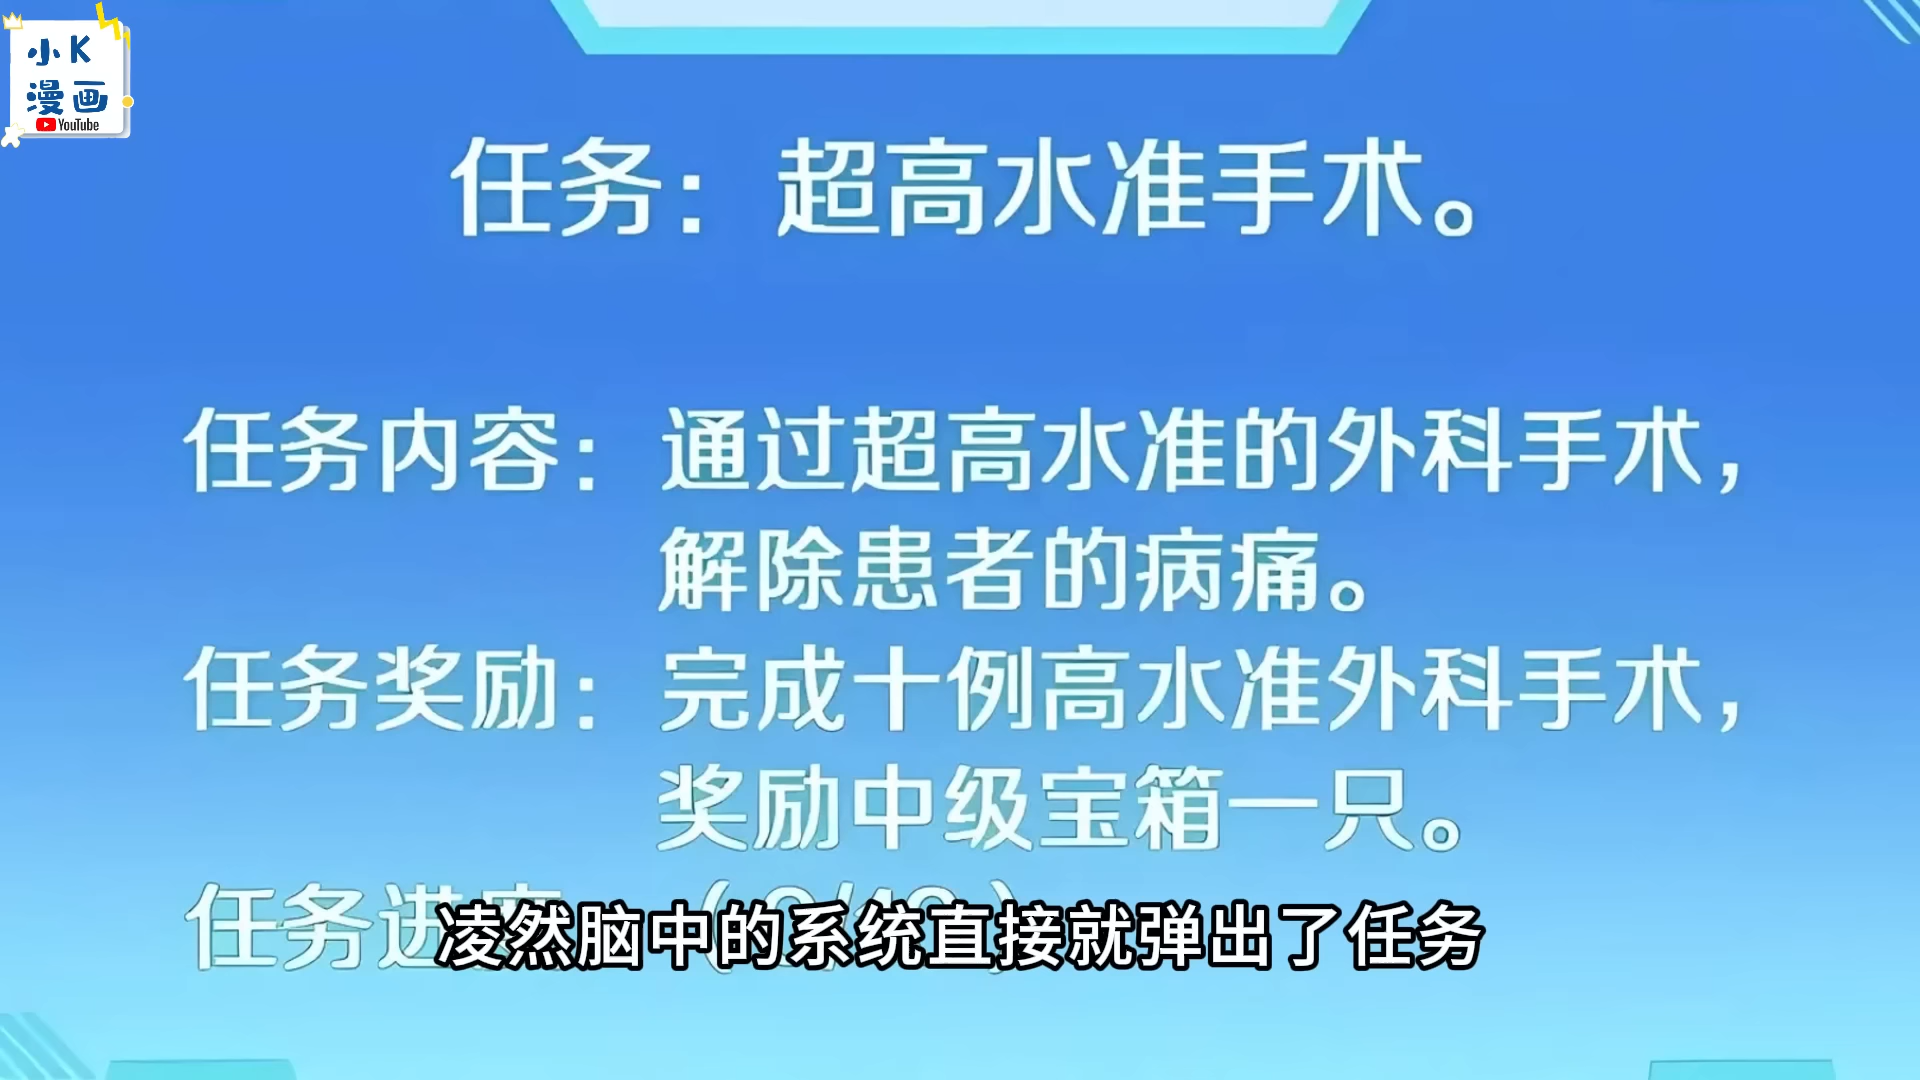 小K
漫画
YouTube
任务：超高水准手术。
任务内容：通过超高水准的外科手术，
解除患者的病痛。
任务奖励：完成十例高水准外科手术，
奖励中级宝箱一只。
任务进
凌然脑中的系统直接就弹出了任务